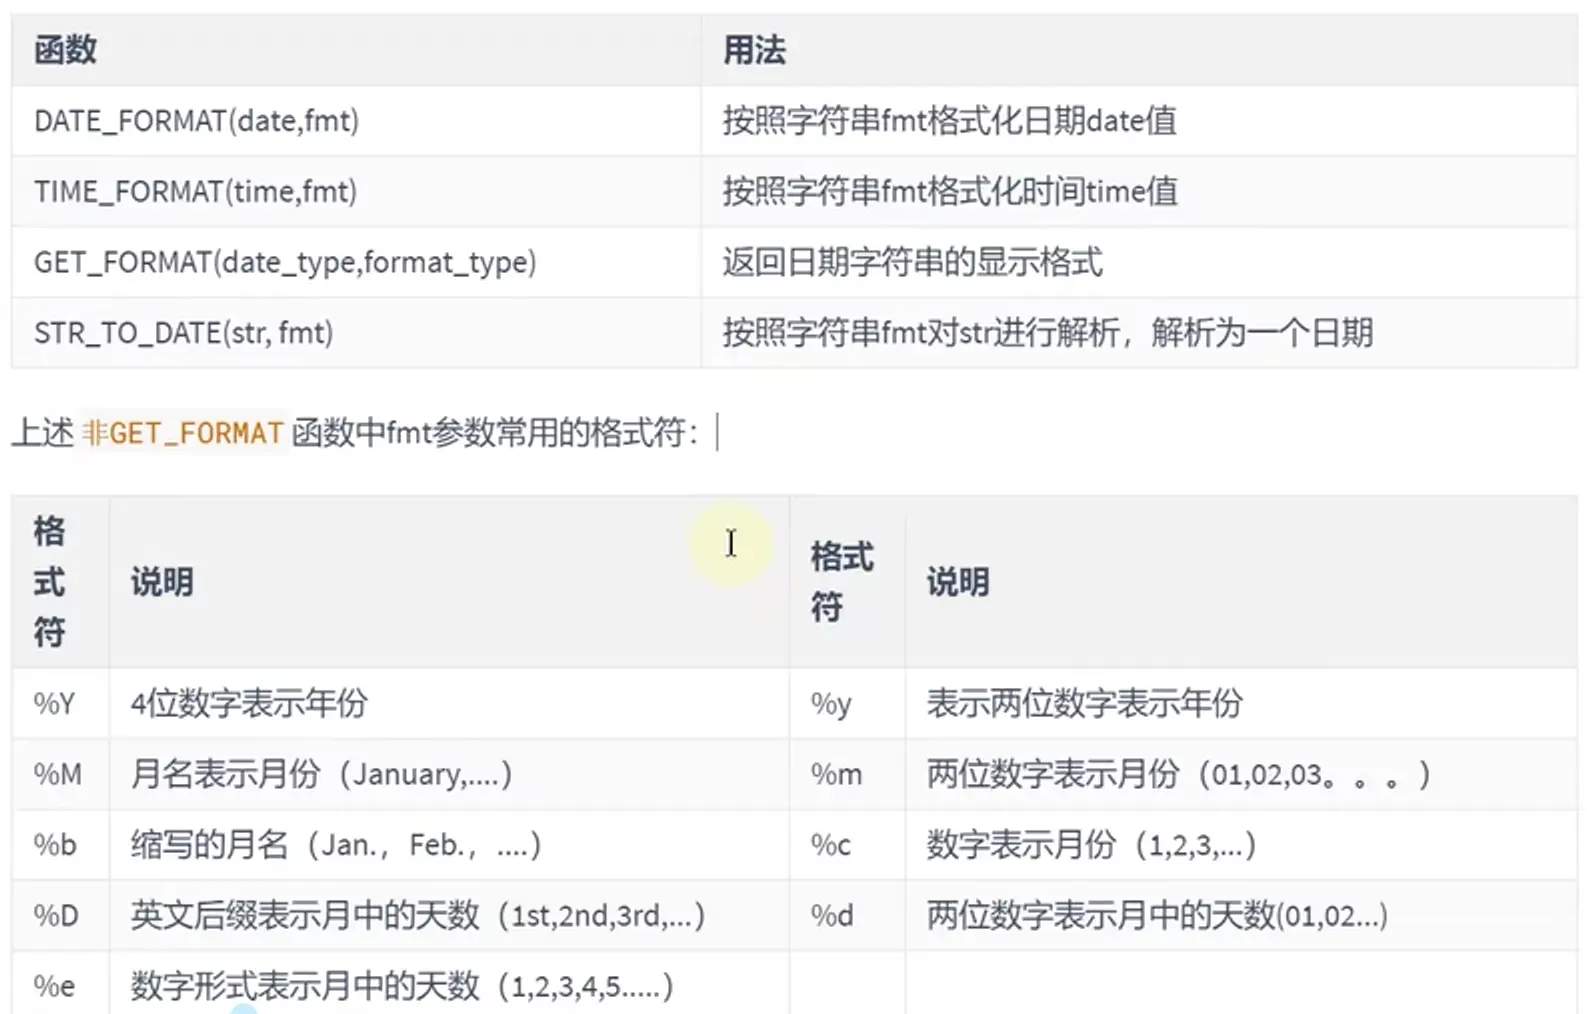 函数 用法
DATE_FORMAT(date,fmt) 按照字符串fmt格式化日期date值
TIME_FORMAT(time,fmt) 按照字符串fmt格式化时间time值
GET_FORMAT(date_type,format_type) 返回日期字符串的显示格式
STR_TO_DATE(str, fmt) 按照字符串fmt对str进行解析，解析为一个日期
上述 非GET_FORMAT 函数中fmt参数常用的格式符：
格式符 说明 格式符 说明
%Y 4位数字表示年份 %y 表示两位数字表示年份
%M 月名表示月份（January,....） %m 两位数字表示月份（01,02,03。。。）
%b 缩写的月名（Jan.，Feb.，....） %c 数字表示月份（1,2,3,...）
%D 英文后缀表示月中的天数（1st,2nd,3rd,...） %d 两位数字表示月中的天数(01,02...)
%e 数字形式表示月中的天数（1,2,3,4,5.....）